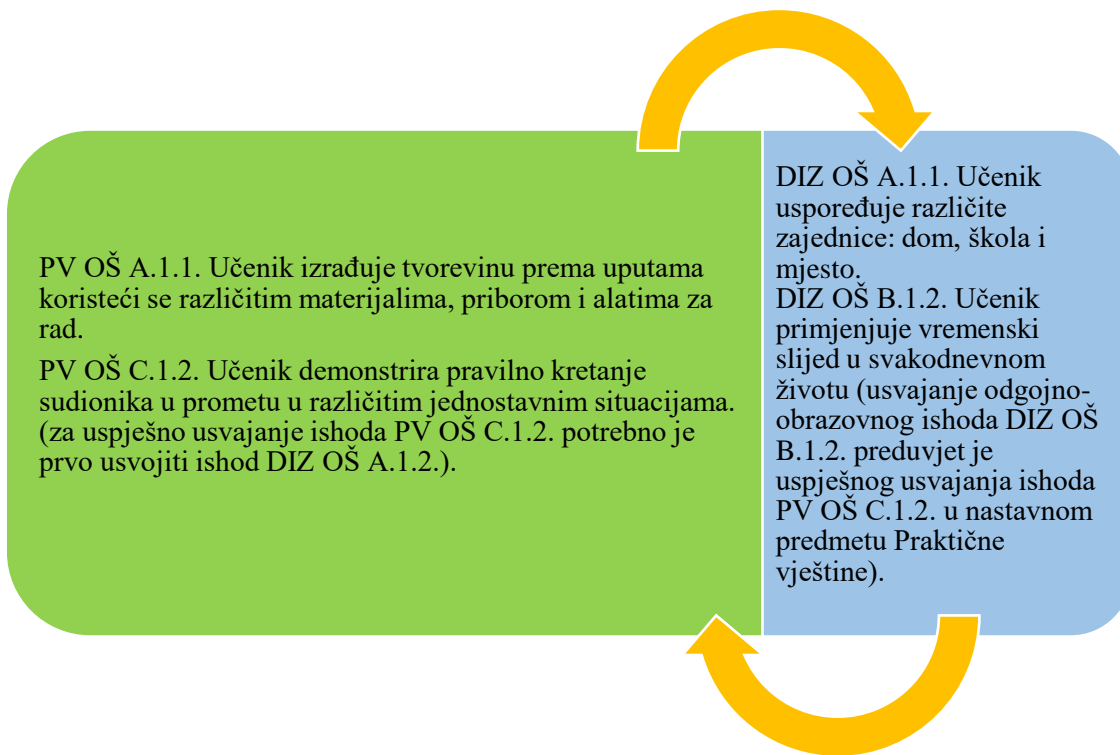 PV OŠ A.1.1. Učenik izrađuje tvorevinu prema uputama
koristeći se različitim materijalima, priborom i alatima za
rad.
PV OŠ C.1.2. Učenik demonstrira pravilno kretanje
sudionika u prometu u različitim jednostavnim situacijama.
(za uspješno usvajanje ishoda PV OŠ C.1.2. potrebno je
prvo usvojiti ishod DIZ OŠ A.1.2.).
DIZ OŠ A.1.1. Učenik
uspoređuje različite
zajednice: dom, škola i
mjesto.
DIZ OŠ B.1.2. Učenik
primjenjuje vremenski
slijed u svakodnevnom
životu (usvajanje odgojno-
obrazovnog ishoda DIZ OŠ
B.1.2. preduvjet je
uspješnog usvajanja ishoda
PV OŠ C.1.2. u nastavnom
predmetu Praktične
vještine).